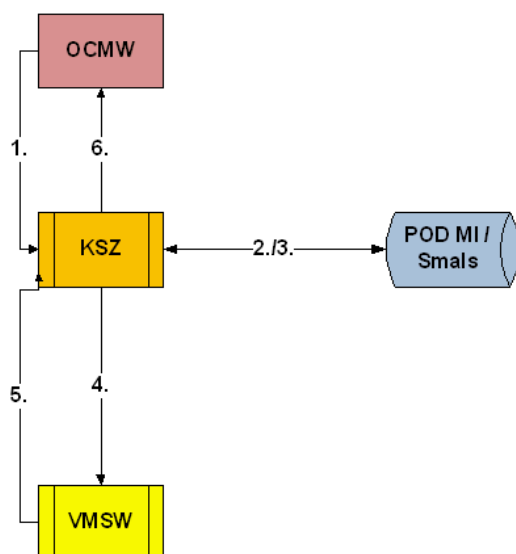 OCMW
1.
6.
KSZ
2./3.
POD MI /
Smals
5.
4.
VMSW